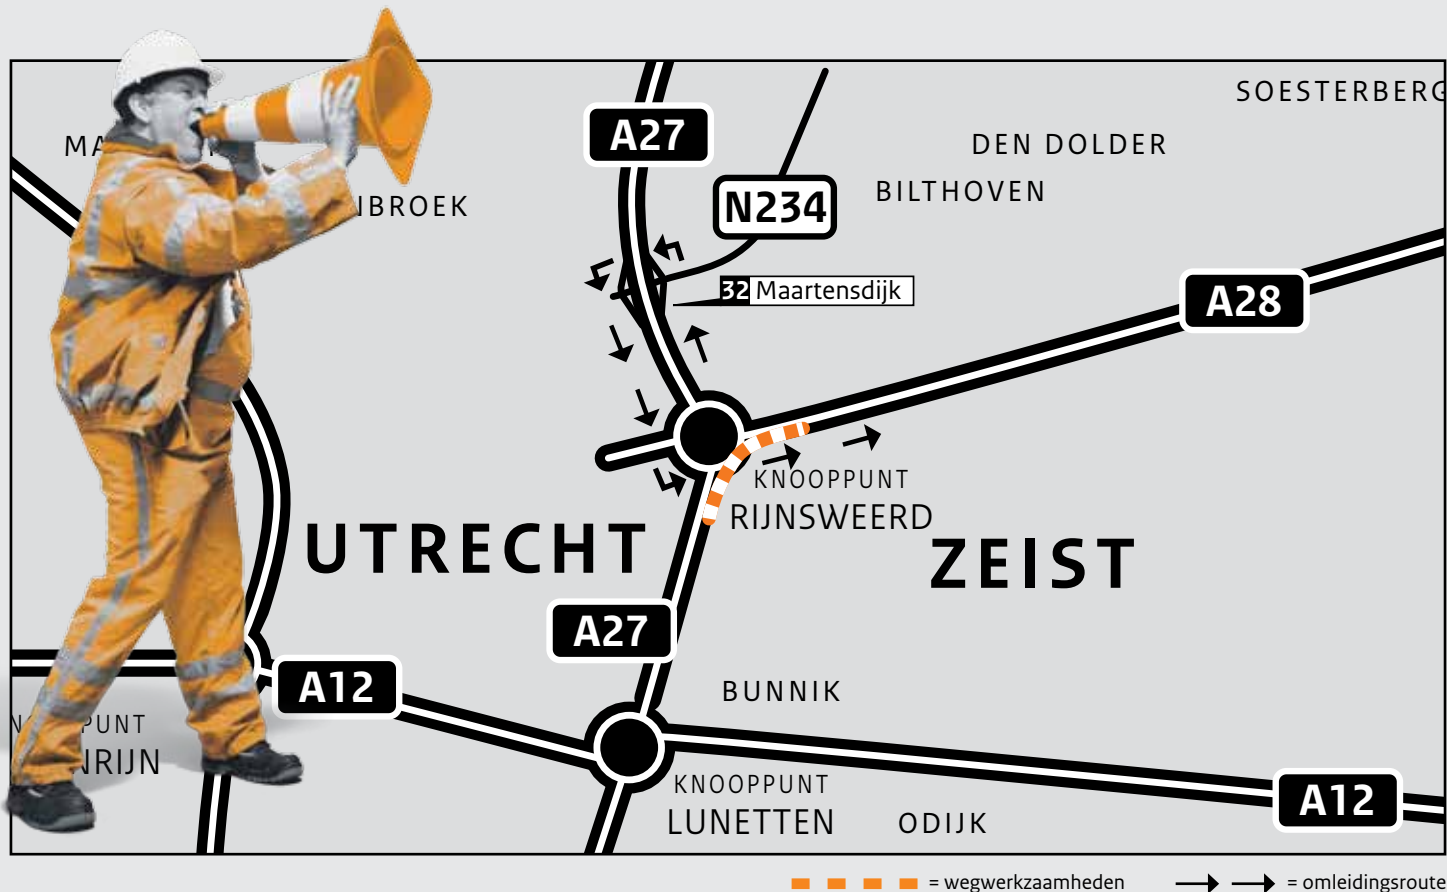 SOESTERBERG
A27
DEN DOLDER
BILTHOVEN
N234
32 Maartensdijk
A28
KNOOPPUNT
RIJNSWEERD
UTRECHT
ZEIST
A27
A12
BUNNIK
KNOOPPUNT
LUNETTEN
ODIJK
A12
= wegwerkzaamheden
= omleidingsroute